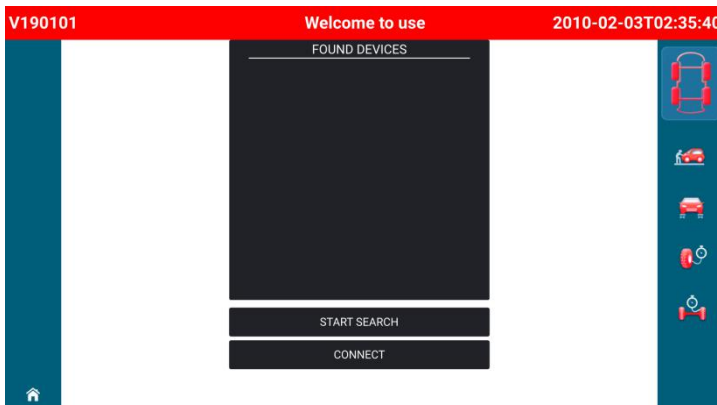 V190101 Welcome to use 2010-02-03T02:35:40
FOUND DEVICES
START SEARCH
CONNECT